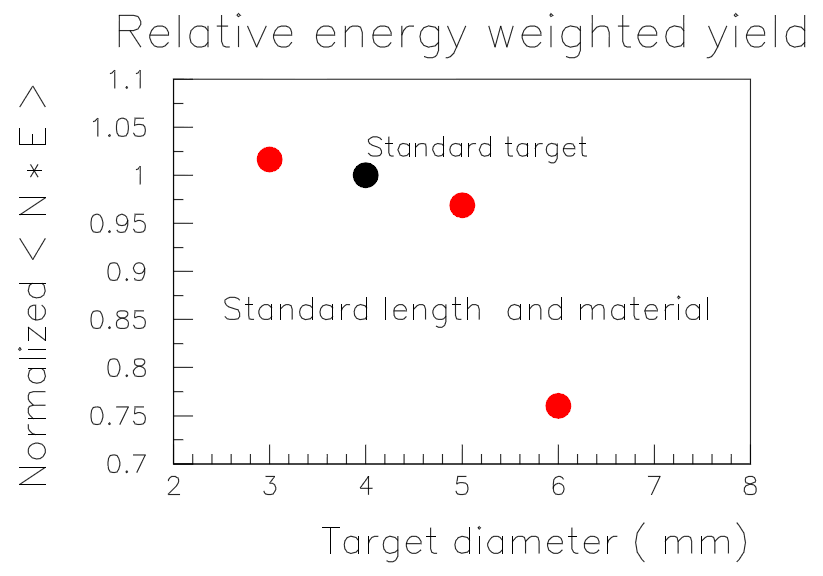 Relative energy weighted yield
Normalized < N * E >
1.1
1.05
1
0.95
0.9
0.85
0.8
0.75
0.7
Standard target
Standard length and material
2 3 4 5 6 7 8
Target diameter ( mm)